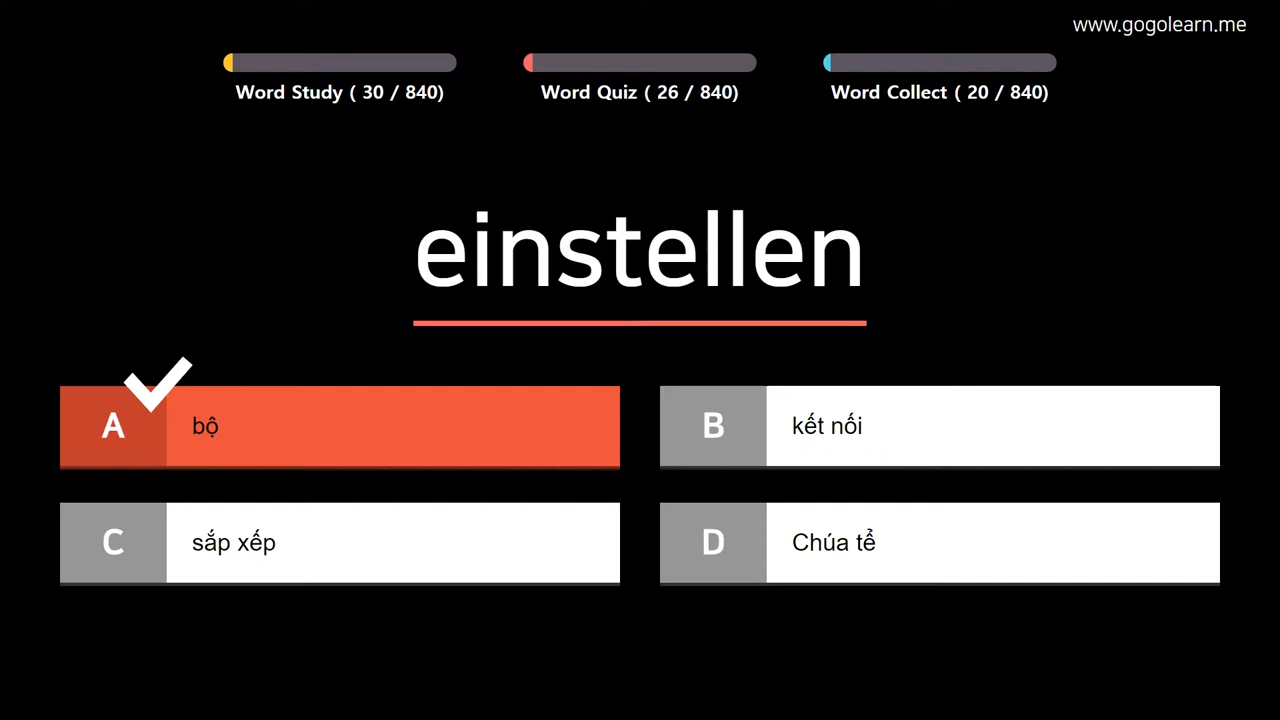 www.gogolearn.me
Word Study ( 30 / 840)
Word Quiz ( 26 / 840)
Word Collect ( 20 / 840)
einstellen
A bộ
B kết nối
C sắp xếp
D Chúa tể